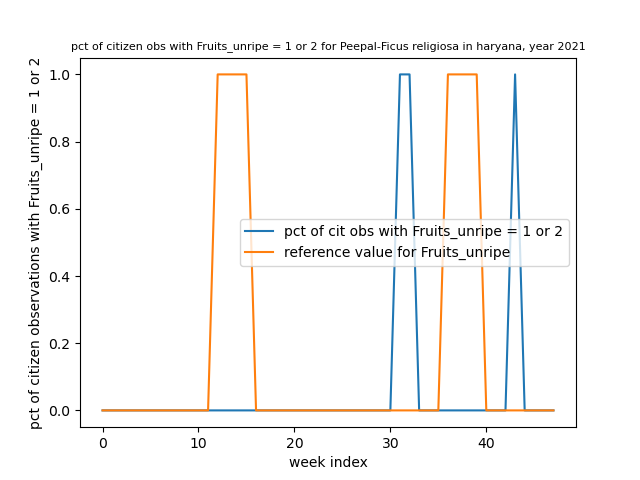 pct of citizen obs with Fruits_unripe = 1 or 2 for Peepal-Ficus religiosa in haryana, year 2021
pct of citizen observations with Fruits_unripe = 1 or 2
1.0
0.8
0.6
0.4
0.2
0.0
pct of cit obs with Fruits_unripe = 1 or 2
reference value for Fruits_unripe
0 10 20 30 40
week index